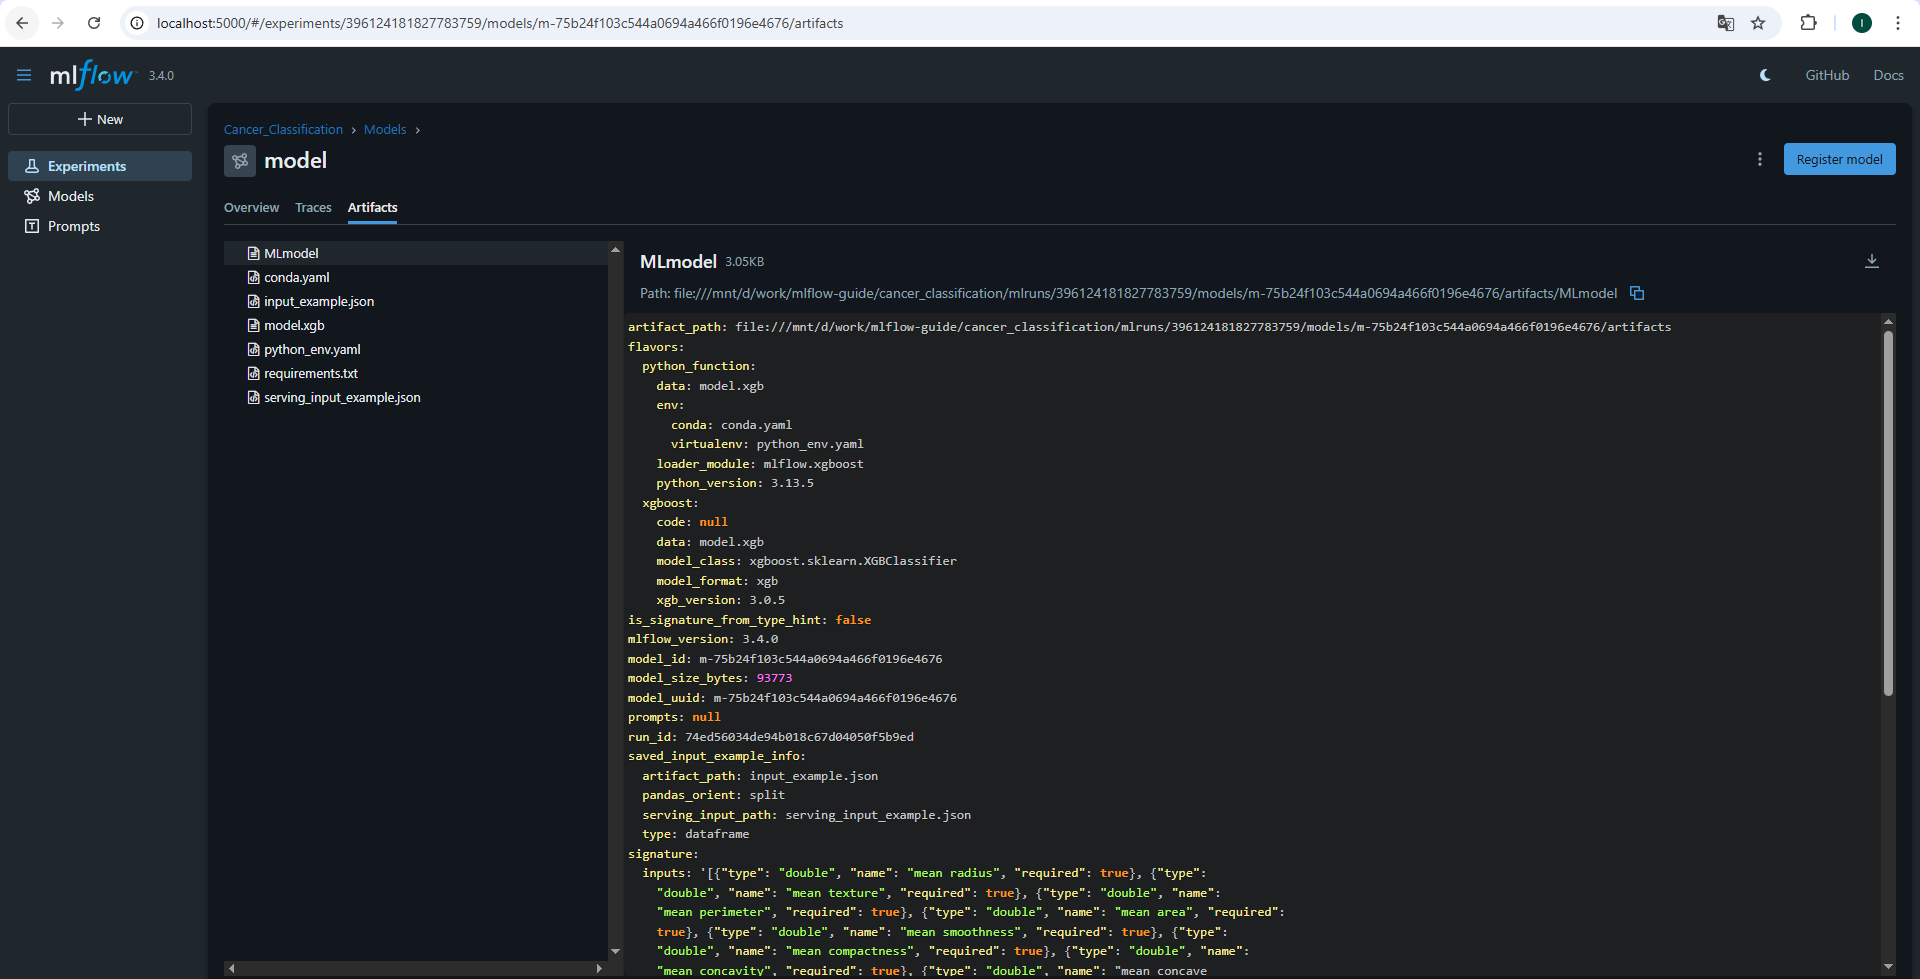 localhost:5000/#/experiments/396124181827783759/models/m-75b24f103c544a0694a466f0196e4676/artifacts
I
mlflow 3.4.0
GitHub Docs
New
Experiments
Models
Prompts
Cancer_Classification › Models ›
model
Register model
Overview Traces Artifacts
MLmodel
conda.yaml
input_example.json
model.xgb
python_env.yaml
requirements.txt
serving_input_example.json
MLmodel 3.05KB
Path: file:///mnt/d/work/mlflow-guide/cancer_classification/mlruns/396124181827783759/models/m-75b24f103c544a0694a466f0196e4676/artifacts/MLmodel
artifact_path: file:///mnt/d/work/mlflow-guide/cancer_classification/mlruns/396124181827783759/models/m-75b24f103c544a0694a466f0196e4676/artifacts
flavors:
  python_function:
    data: model.xgb
    env:
      conda: conda.yaml
      virtualenv: python_env.yaml
    loader_module: mlflow.xgboost
    python_version: 3.13.5
  xgboost:
    code: null
    data: model.xgb
    model_class: xgboost.sklearn.XGBClassifier
    model_format: xgb
    xgb_version: 3.0.5
is_signature_from_type_hint: false
mlflow_version: 3.4.0
model_id: m-75b24f103c544a0694a466f0196e4676
model_size_bytes: 93773
model_uuid: m-75b24f103c544a0694a466f0196e4676
prompts: null
run_id: 74ed56034de94b018c67d04050f5b9ed
saved_input_example_info:
  artifact_path: input_example.json
  pandas_orient: split
  serving_input_path: serving_input_example.json
  type: dataframe
signature:
  inputs: '[{"type": "double", "name": "mean radius", "required": true}, {"type":
    "double", "name": "mean texture", "required": true}, {"type": "double", "name":
    "mean perimeter", "required": true}, {"type": "double", "name": "mean area", "required":
    true}, {"type": "double", "name": "mean smoothness", "required": true}, {"type":
    "double", "name": "mean compactness", "required": true}, {"type": "double", "name":
    "mean concavity", "required": true}, {"type": "double", "name": "mean concave